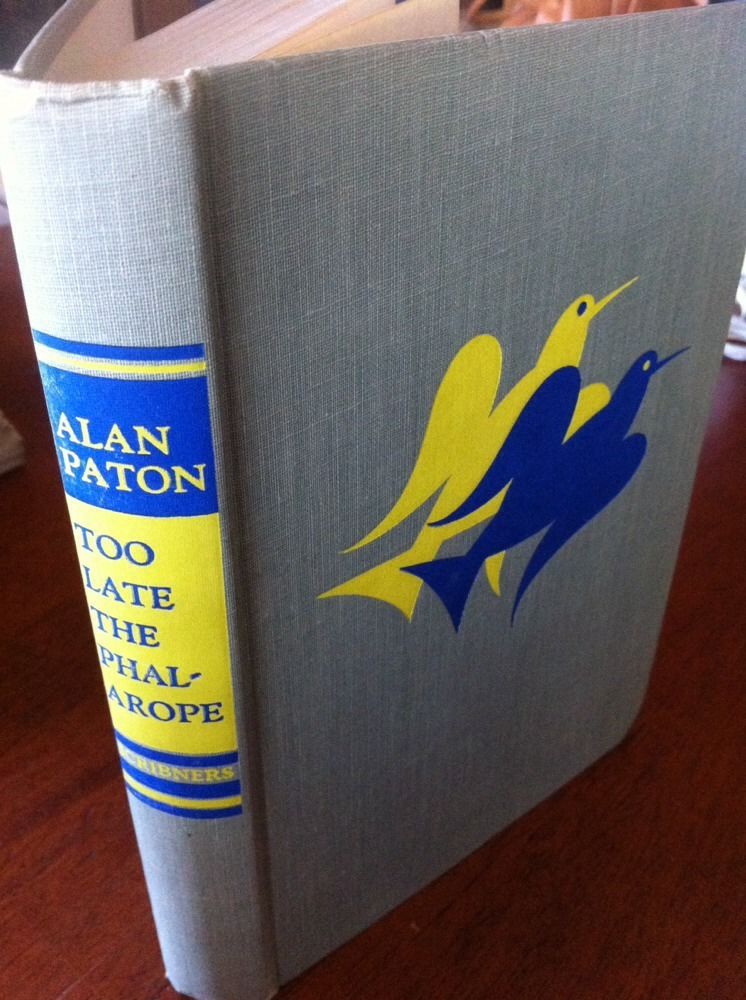 ALAN
PATON
TOO
LATE
THE
PHAL-
AROPE
SCRIBNERS